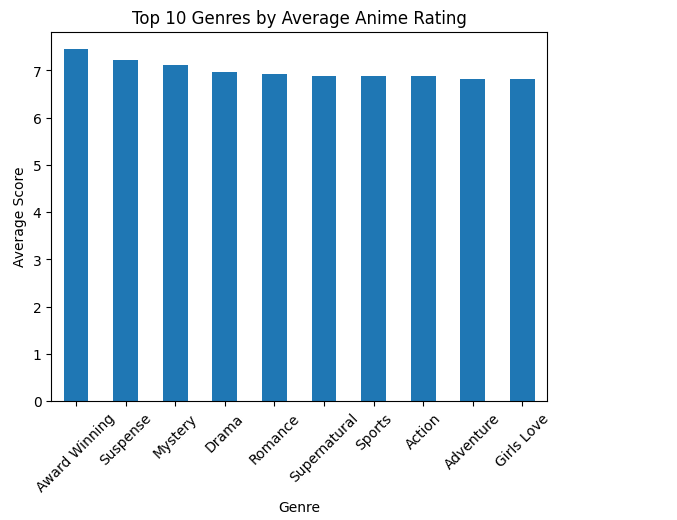 Top 10 Genres by Average Anime Rating
Average Score
7
6
5
4
3
2
1
0
Award Winning
Suspense
Mystery
Drama
Romance
Supernatural
Sports
Action
Adventure
Girls Love
Genre